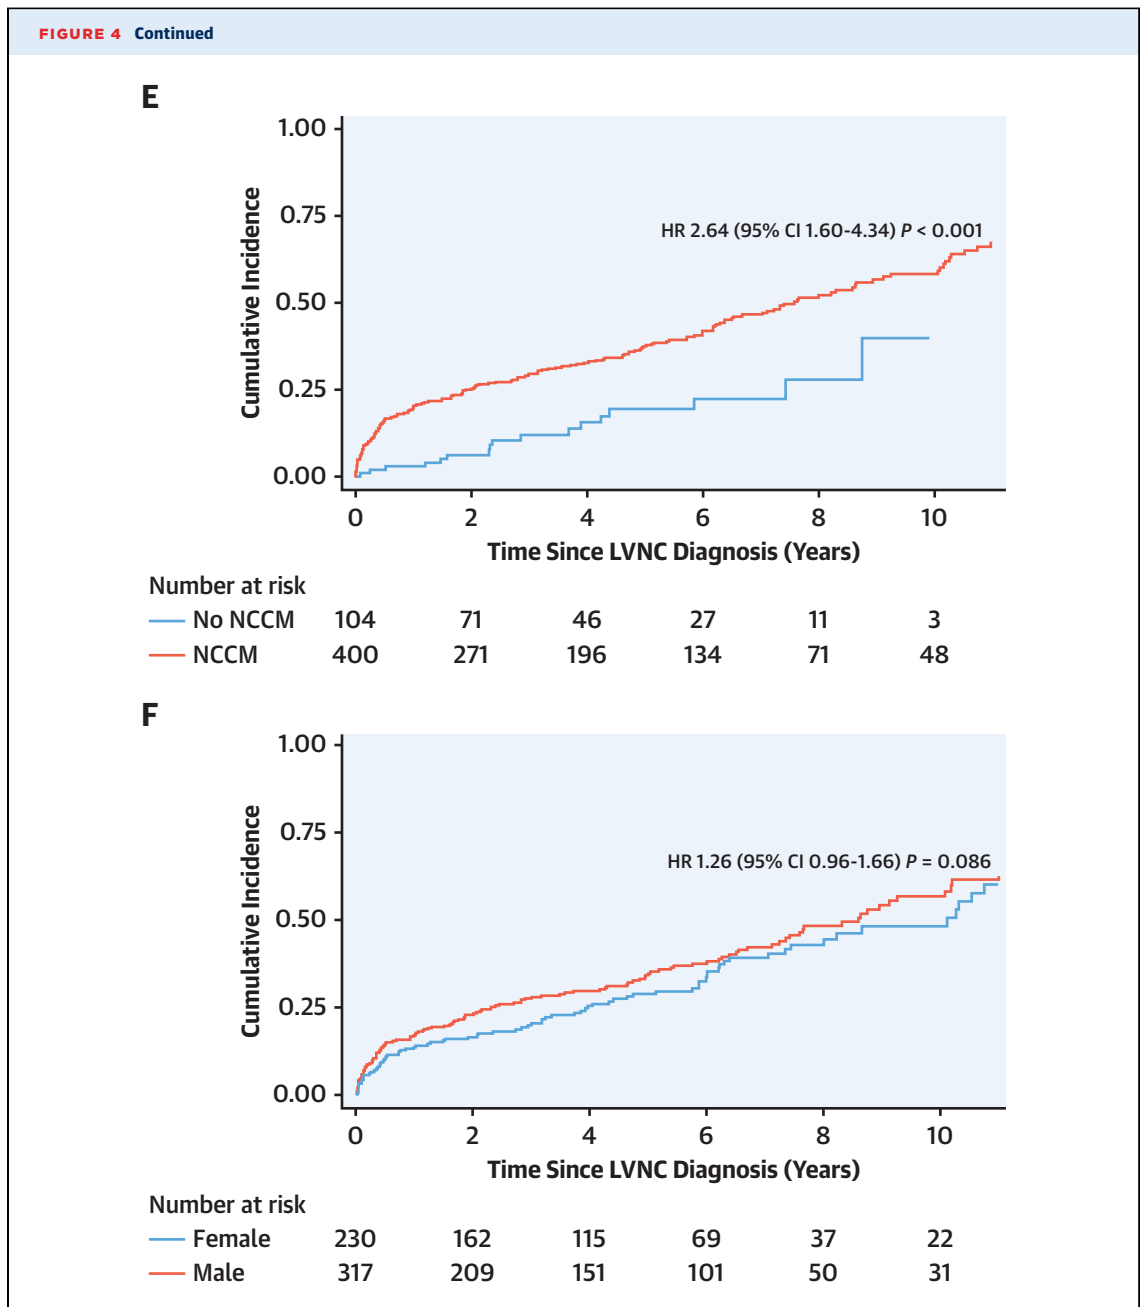 FIGURE 4 Continued
E
1.00
0.75
0.50
0.25
0.00
Cumulative Incidence
HR 2.64 (95% CI 1.60-4.34) P < 0.001
0 2 4 6 8 10
Time Since LVNC Diagnosis (Years)
Number at risk
No NCCM 104 71 46 27 11 3
NCCM 400 271 196 134 71 48
F
1.00
0.75
0.50
0.25
0.00
Cumulative Incidence
HR 1.26 (95% CI 0.96-1.66) P = 0.086
0 2 4 6 8 10
Time Since LVNC Diagnosis (Years)
Number at risk
Female 230 162 115 69 37 22
Male 317 209 151 101 50 31